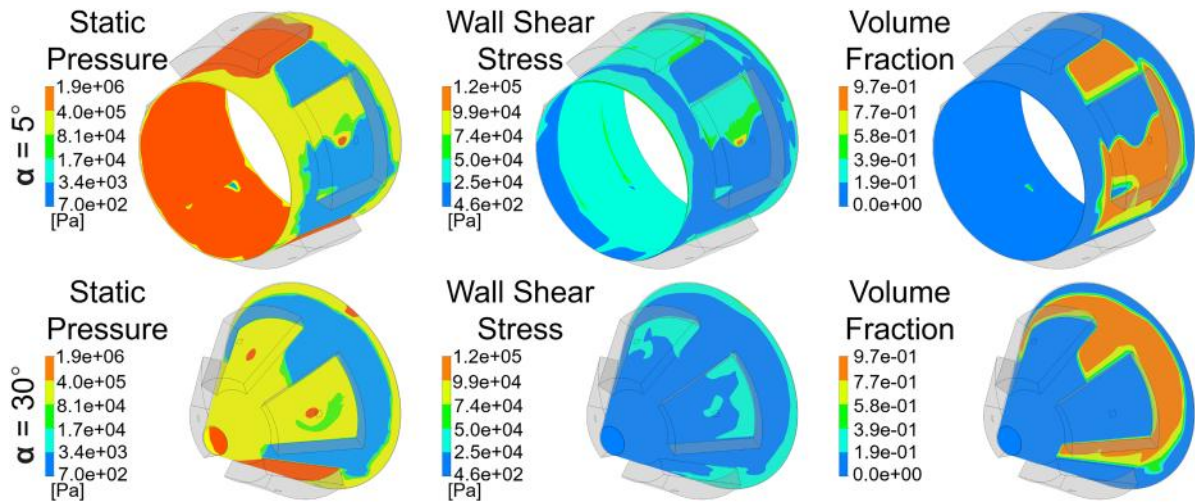 Static
Pressure
1.9e+06
4.0e+05
8.1e+04
1.7e+04
3.4e+03
7.0e+02
[Pa]
Wall Shear
Stress
1.2e+05
9.9e+04
7.4e+04
5.0e+04
2.5e+04
4.6e+02
[Pa]
Volume
Fraction
9.7e-01
7.7e-01
5.8e-01
3.9e-01
1.9e-01
0.0e+00
α = 5°
Static
Pressure
1.9e+06
4.0e+05
8.1e+04
1.7e+04
3.4e+03
7.0e+02
[Pa]
Wall Shear
Stress
1.2e+05
9.9e+04
7.4e+04
5.0e+04
2.5e+04
4.6e+02
[Pa]
Volume
Fraction
9.7e-01
7.7e-01
5.8e-01
3.9e-01
1.9e-01
0.0e+00
α = 30°